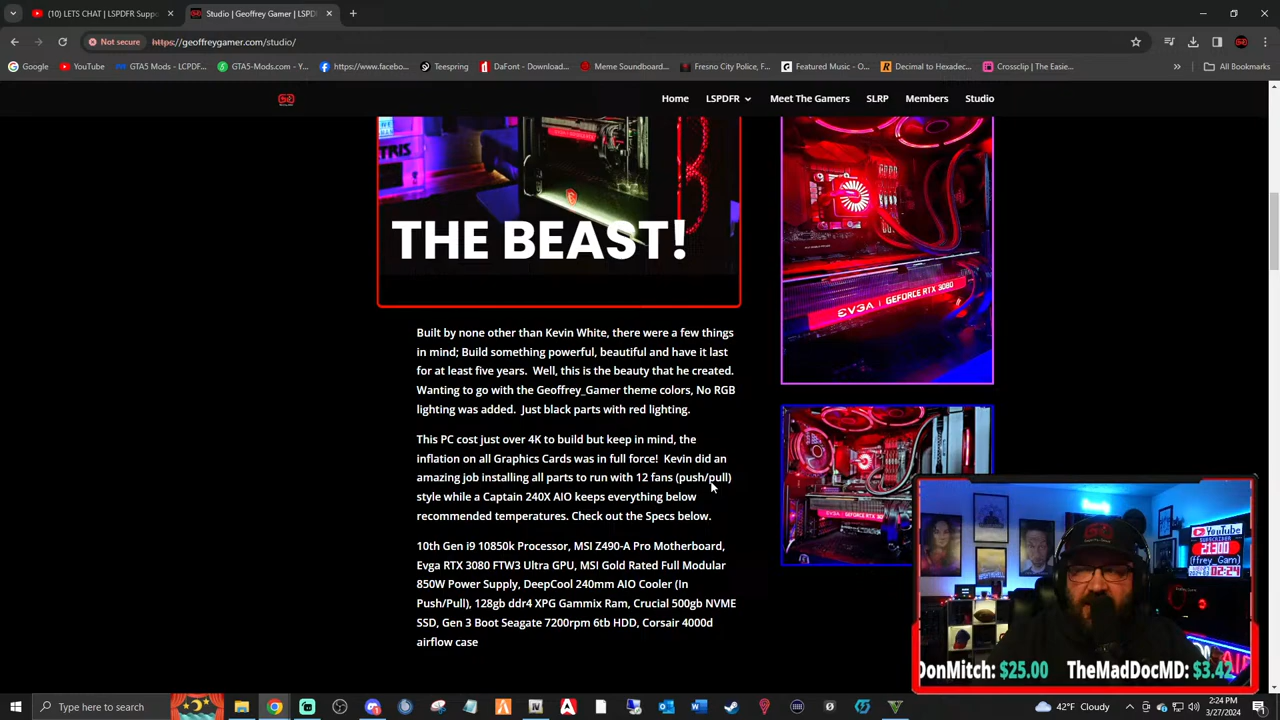 (10) LETS CHAT | LSPDFR Suppo
Studio | Geoffrey Gamer | LSPD
Not secure
https://geoffreygamer.com/studio/
Google
YouTube
GTA5 Mods - LCPDF...
GTA5-Mods.com - Y...
https://www.facebo...
Teespring
DaFont - Download...
Meme Soundboard...
Fresno City Police, F...
Featured Music - O...
Decimal to Hexadec...
Crossclip | The Easie...
All Bookmarks
Home
LSPDFR
Meet The Gamers
SLRP
Members
Studio
TRIS
THE BEAST!
EVGA | GEFORCE RTX 3080
Built by none other than Kevin White, there were a few things
in mind; Build something powerful, beautiful and have it last
for at least five years. Well, this is the beauty that he created.
Wanting to go with the Geoffrey_Gamer theme colors, No RGB
lighting was added. Just black parts with red lighting.
This PC cost just over 4K to build but keep in mind, the
inflation on all Graphics Cards was in full force! Kevin did an
amazing job installing all parts to run with 12 fans (push/pull)
style while a Captain 240X AIO keeps everything below
recommended temperatures. Check out the Specs below.
10th Gen i9 10850k Processor, MSI Z490-A Pro Motherboard,
Evga RTX 3080 FTW3 Ultra GPU, MSI Gold Rated Full Modular
850W Power Supply, DeepCool 240mm AIO Cooler (In
Push/Pull), 128gb ddr4 XPG Gammix Ram, Crucial 500gb NVME
SSD, Gen 3 Boot Seagate 7200rpm 6tb HDD, Corsair 4000d
airflow case
EVGA | GEFORCE RTX 30
YouTube
SUBSCRIBER
ffrey_Gam
02:24
DonMitch: $25.00
TheMadDocMD: $3.42
Type here to search
42°F Cloudy
2:24 PM
3/27/2024